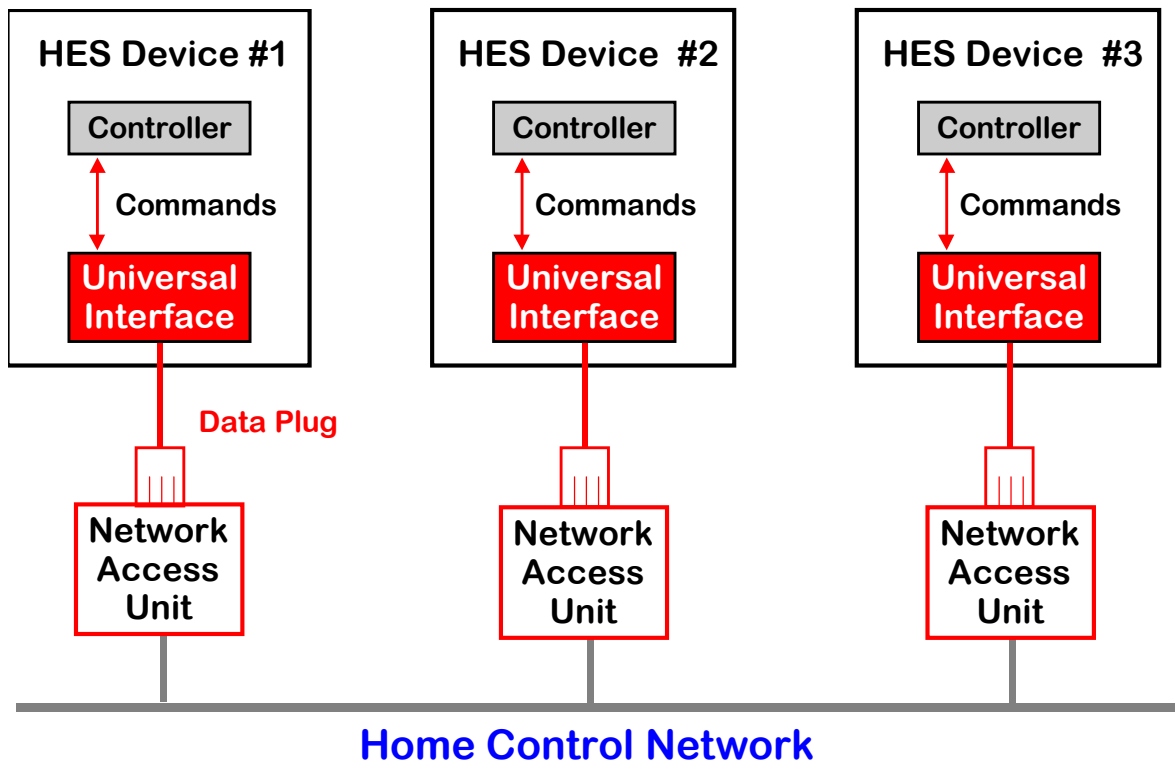 HES Device #1
Controller
Commands
Universal
Interface
Data Plug
Network
Access
Unit
HES Device #2
Controller
Commands
Universal
Interface
Network
Access
Unit
HES Device #3
Controller
Commands
Universal
Interface
Network
Access
Unit
Home Control Network